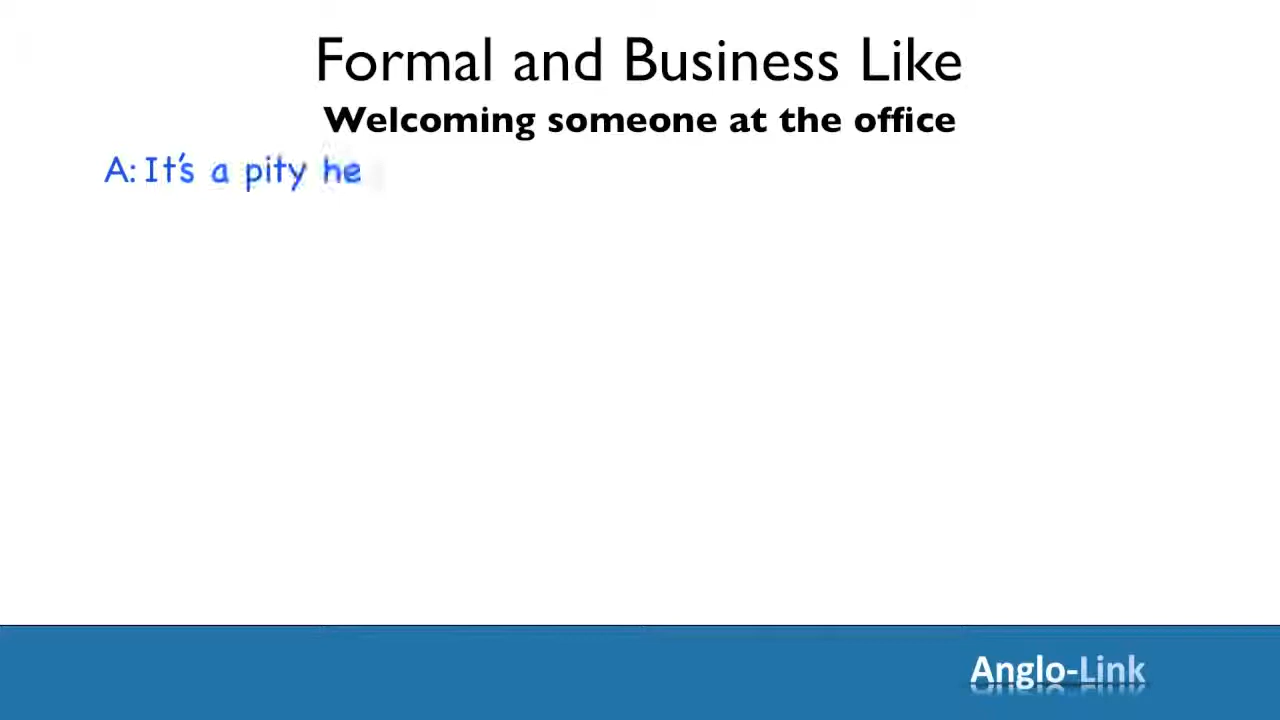 Formal and Business Like
Welcoming someone at the office
A: It's a pity he
Anglo-Link